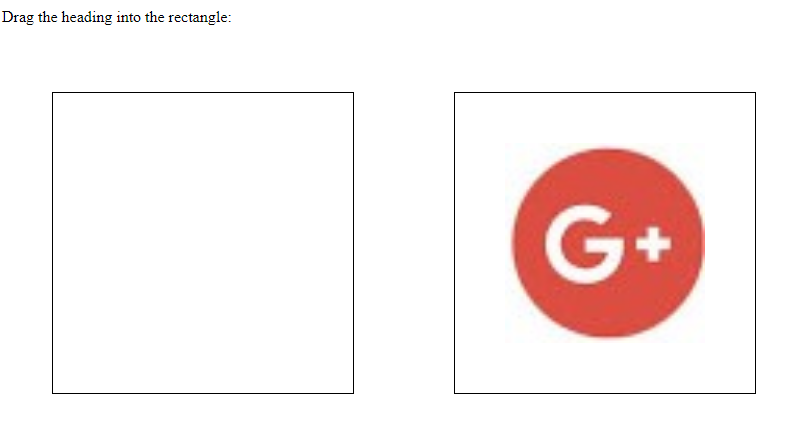 Drag the heading into the rectangle:
G+